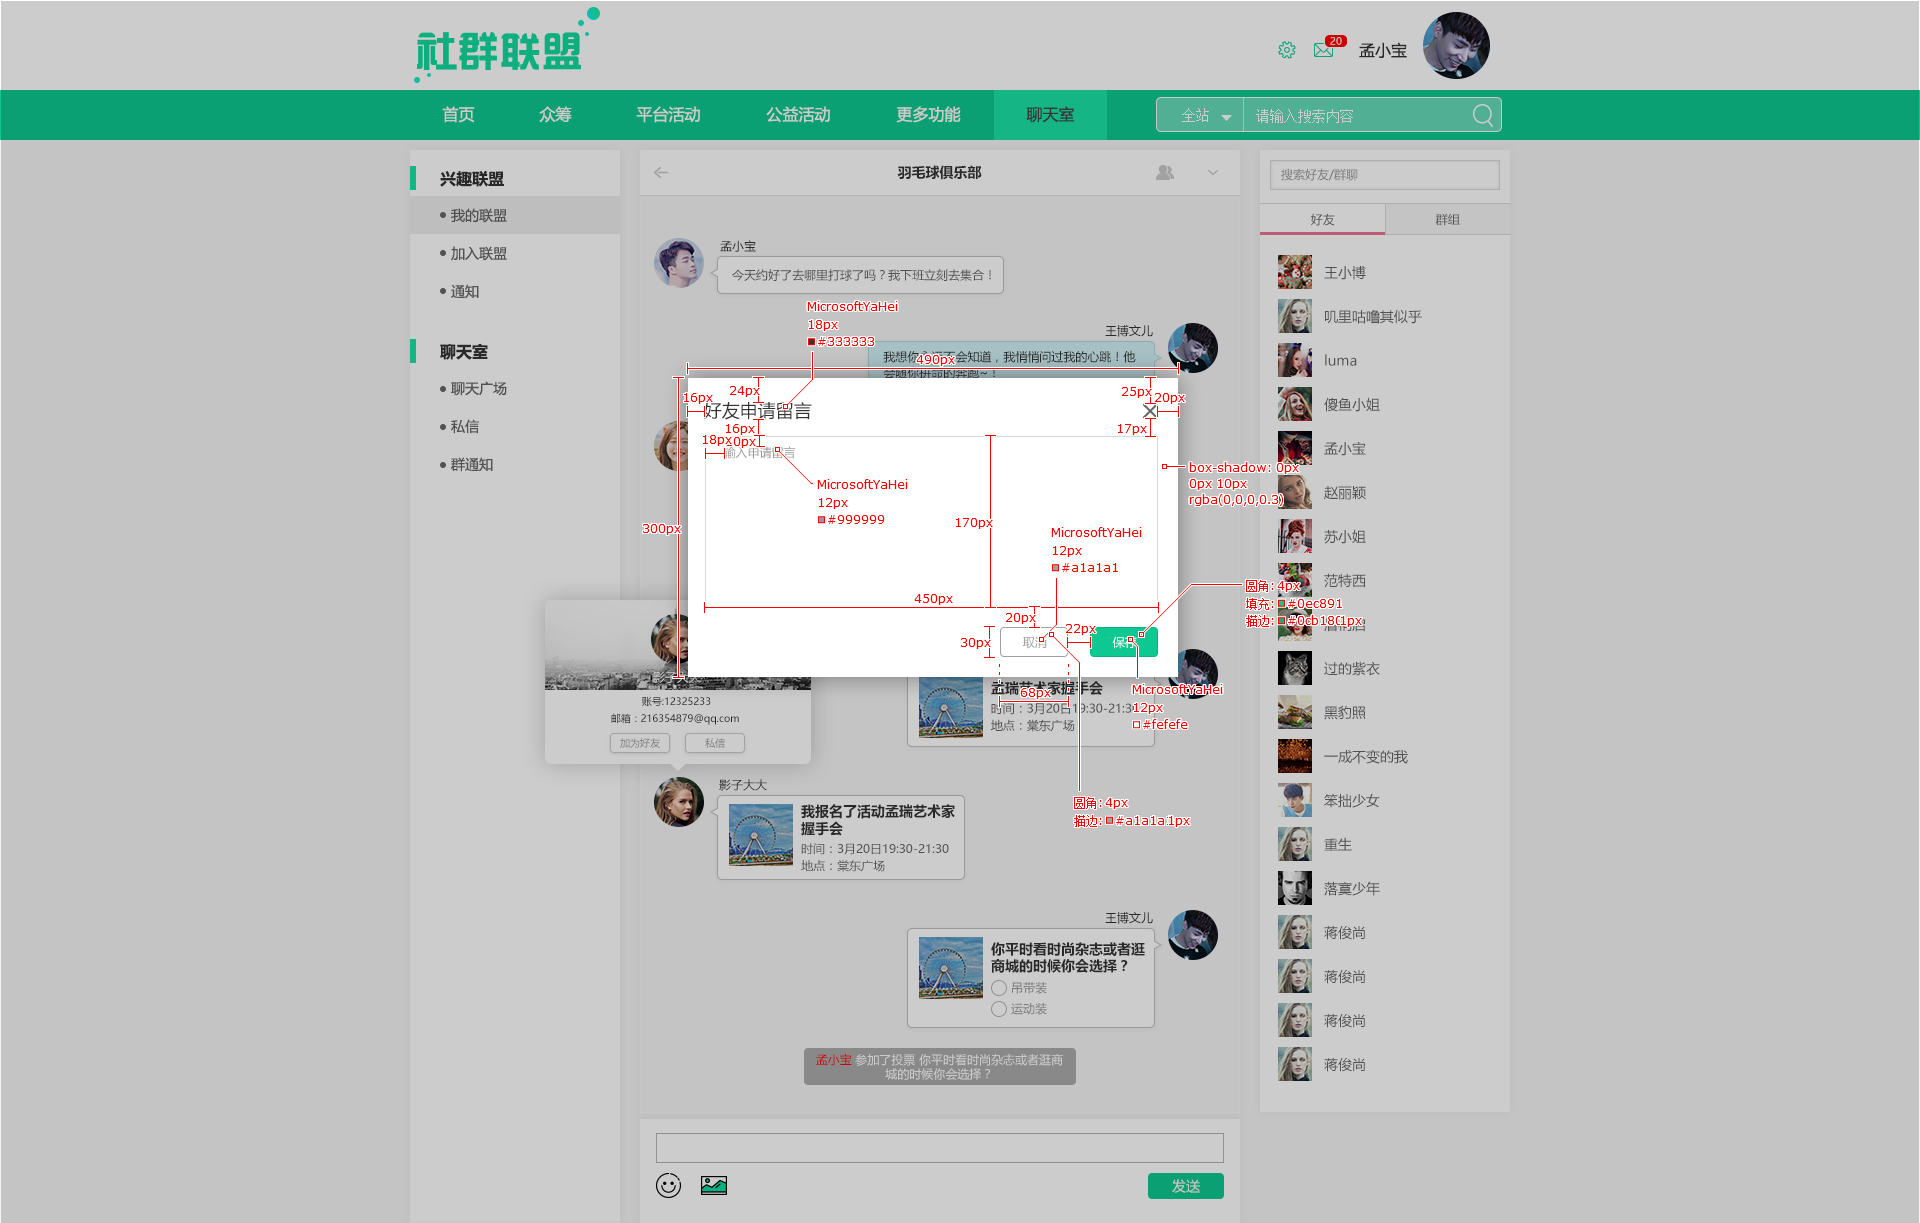 社群联盟
20
孟小宝
首页
众筹
平台活动
公益活动
更多功能
聊天室
全站
请输入搜索内容
兴趣联盟
• 我的联盟
• 加入联盟
• 通知
聊天室
• 聊天广场
• 私信
• 群通知
羽毛球俱乐部
孟小宝
今天约好了去哪里打球了吗？我下班立刻去集合！
王博文儿
我想你 会知道，我悄悄问过我的心跳！他
会随你拼命的奔跑~！
MicrosoftYaHei
18px
#333333
490px
24px
25px
16px
20px
好友申请留言
16px
17px
18px
0px
输入申请留言
MicrosoftYaHei
12px
#999999
box-shadow: 0px
0px 10px
rgba(0,0,0,0.3)
300px
170px
MicrosoftYaHei
12px
#a1a1a1
450px
20px
圆角: 4px
填充: #0ec891
描边: #0cb180 1px
30px
取消
22px
保存
68px
MicrosoftYaHei
12px
#fefefe
圆角: 4px
描边: #a1a1a1 1px
账号:12325233
邮箱：216354879@qq.com
加为好友
私信
孟瑞艺术家握手会
时间：3月20日19:30-21:3
地点：棠东广场
影子大大
我报名了活动孟瑞艺术家
握手会
时间：3月20日19:30-21:30
地点：棠东广场
王博文儿
你平时看时尚杂志或者逛
商城的时候你会选择？
吊带装
运动装
孟小宝 参加了投票 你平时看时尚杂志或者逛商
城的时候你会选择？
发送
搜索好友/群聊
好友
群组
王小博
叽里咕噜其似乎
luma
傻鱼小姐
孟小宝
赵丽颖
苏小姐
范特西
过的紫衣
黑豹照
一成不变的我
笨拙少女
重生
落寞少年
蒋俊尚
蒋俊尚
蒋俊尚
蒋俊尚